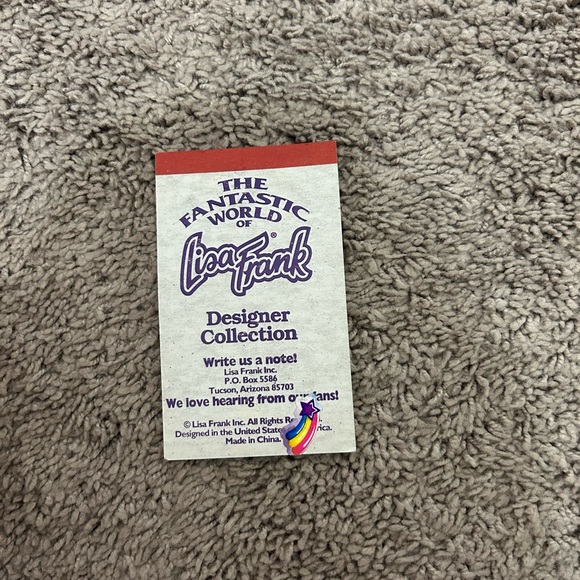 THE
FANTASTIC
WORLD
OF
Lisa Frank®
Designer
Collection
Write us a note!
Lisa Frank Inc.
P.O. Box 5586
Tucson, Arizona 85703
We love hearing from our fans!
© Lisa Frank Inc. All Rights
Designed in the United States
Made in China.